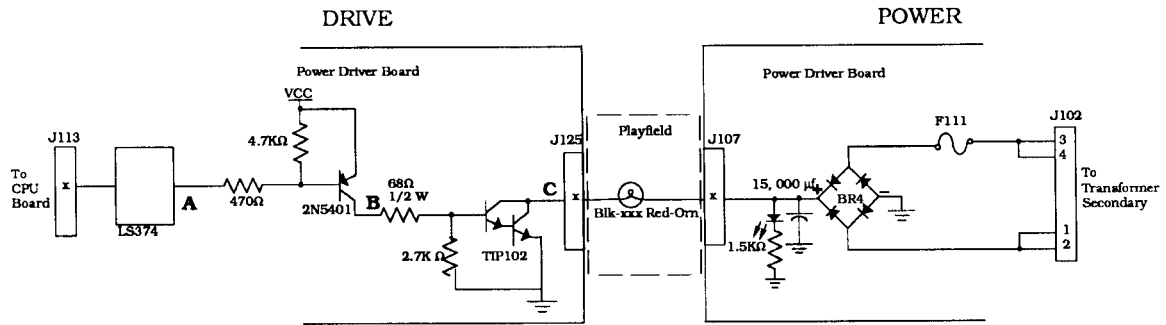 DRIVE
POWER
Power Driver Board
Power Driver Board
VCC
4.7KΩ
J113
x
To
CPU
Board
LS374
A
470Ω
2N5401
B
68Ω
1/2 W
2.7K Ω
TIP102
C
J125
x
Playfield
Blk-xxx Red-Orn
J107
x
15, 000 µf
+
BR4
–
1.5KΩ
F111
J102
3
4
1
2
To
Transformer
Secondary